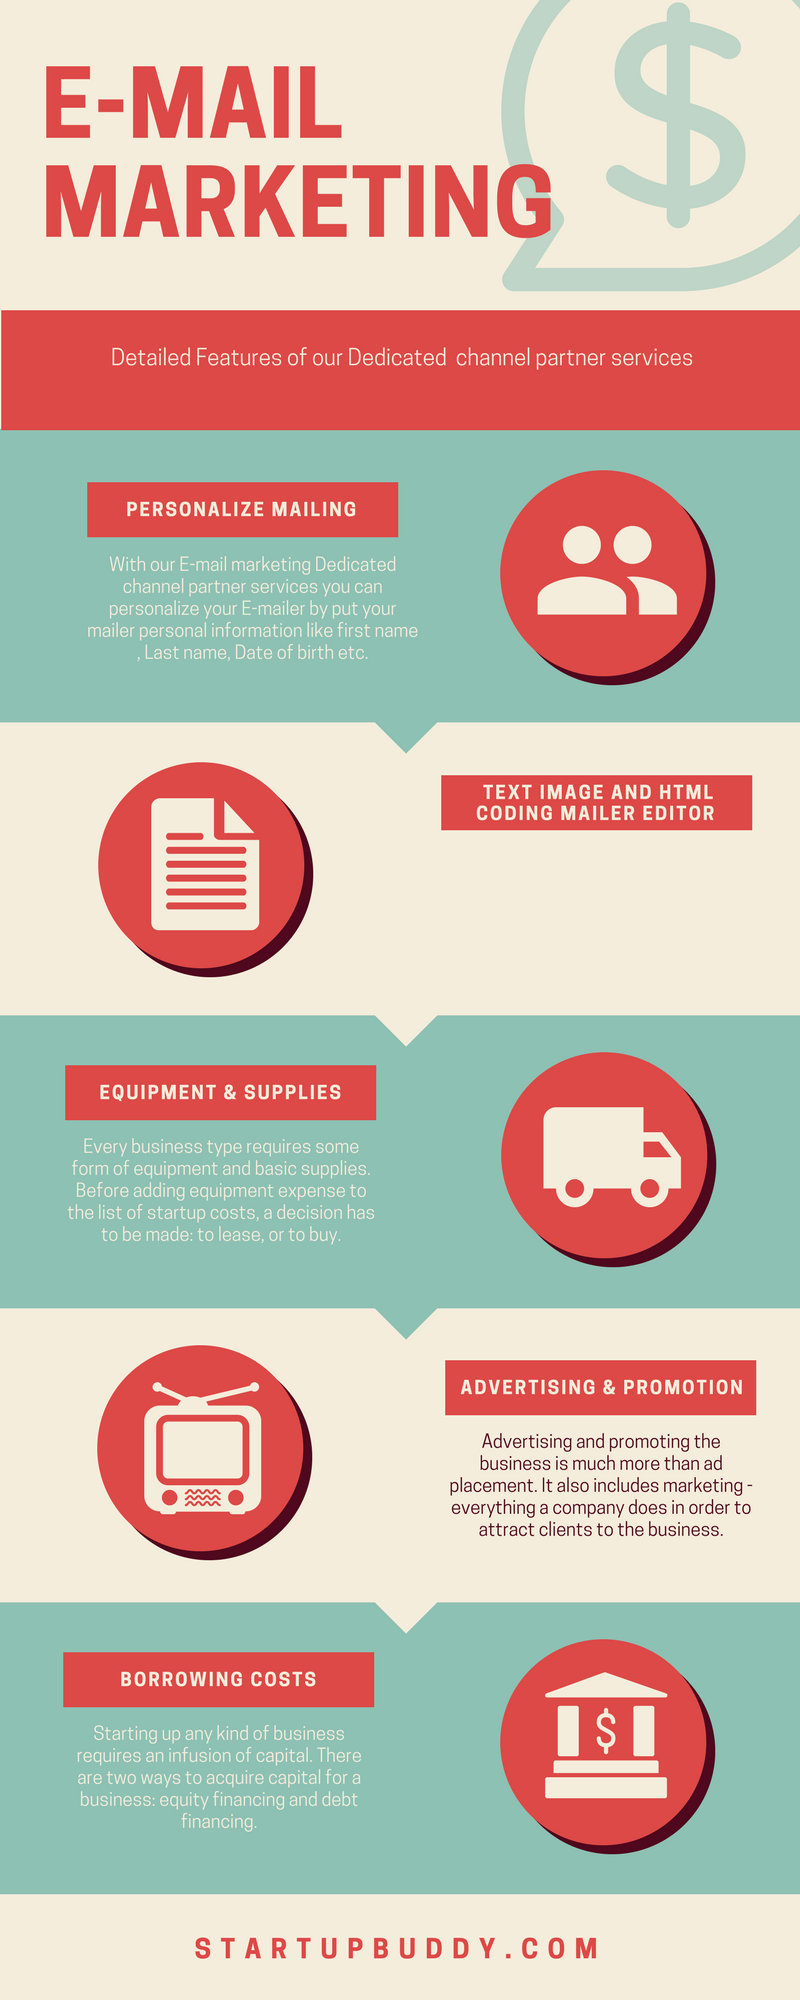 E-MAIL
MARKETING
Detailed Features of our Dedicated  channel partner services
PERSONALIZE MAILING
With our E-mail marketing Dedicated
channel partner services you can
personalize your E-mailer by put your
mailer personal information like first name
, Last name, Date of birth etc.
TEXT IMAGE AND HTML
CODING MAILER EDITOR
EQUIPMENT & SUPPLIES
Every business type requires some
form of equipment and basic supplies.
Before adding equipment expense to
the list of startup costs, a decision has
to be made: to lease, or to buy.
ADVERTISING & PROMOTION
Advertising and promoting the
business is much more than ad
placement. It also includes marketing -
everything a company does in order to
attract clients to the business.
BORROWING COSTS
Starting up any kind of business
requires an infusion of capital. There
are two ways to acquire capital for a
business: equity financing and debt
financing.
STARTUPBUDDY.COM